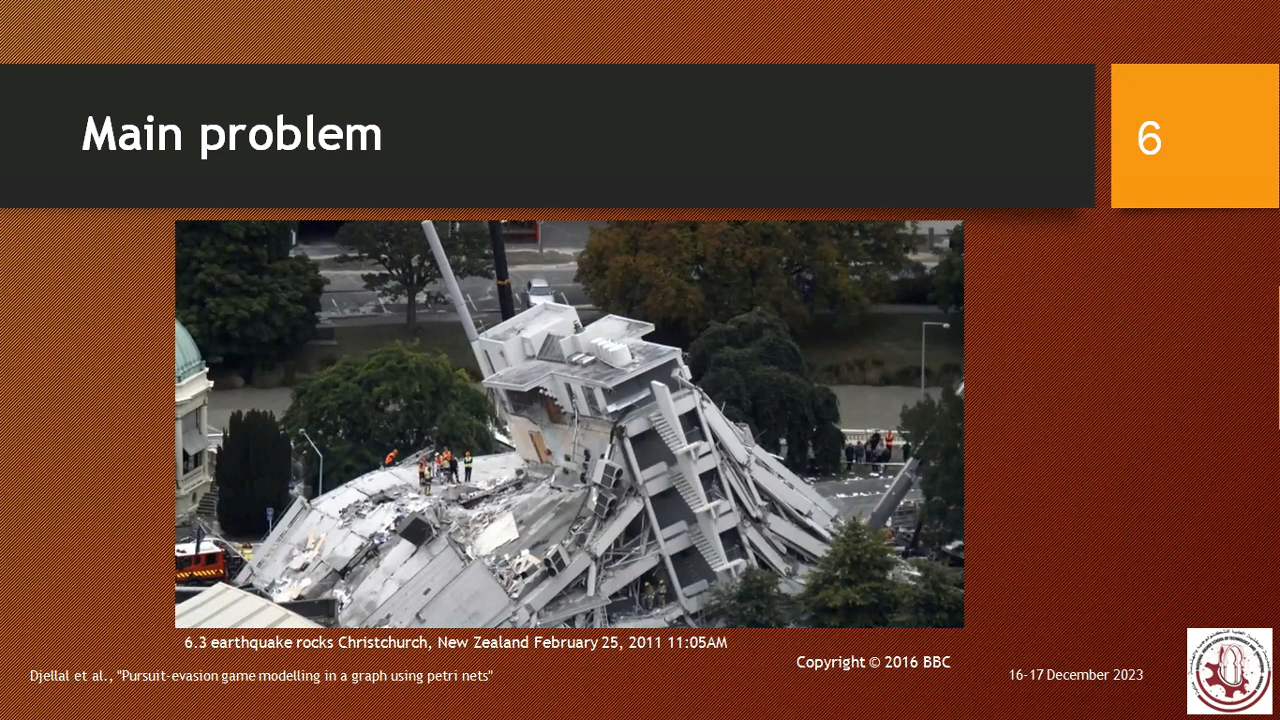 Main problem
6
6.3 earthquake rocks Christchurch, New Zealand February 25, 2011 11:05AM
Copyright © 2016 BBC
Djellal et al., "Pursuit-evasion game modelling in a graph using petri nets"
16-17 December 2023